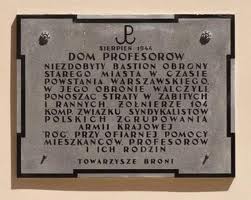 SIERPIEŃ 1944
DOM PROFESORÓW
NIEZDOBYTY BASTION OBRONY
STAREGO MIASTA W CZASIE
POWSTANIA WARSZAWSKIEGO.
W JEGO OBRONIE WALCZYLI
PONOSZĄC STRATY W ZABITYCH
I RANNYCH, ŻOŁNIERZE 104
KOMP. ZWIĄZKU SYNDYKALISTÓW
POLSKICH ZGRUPOWANIA
ARMII KRAJOWEJ
"RÓG" PRZY OFIARNEJ POMOCY
MIESZKAŃCÓW, PROFESORÓW
I ICH RODZIN
TOWARZYSZE BRONI